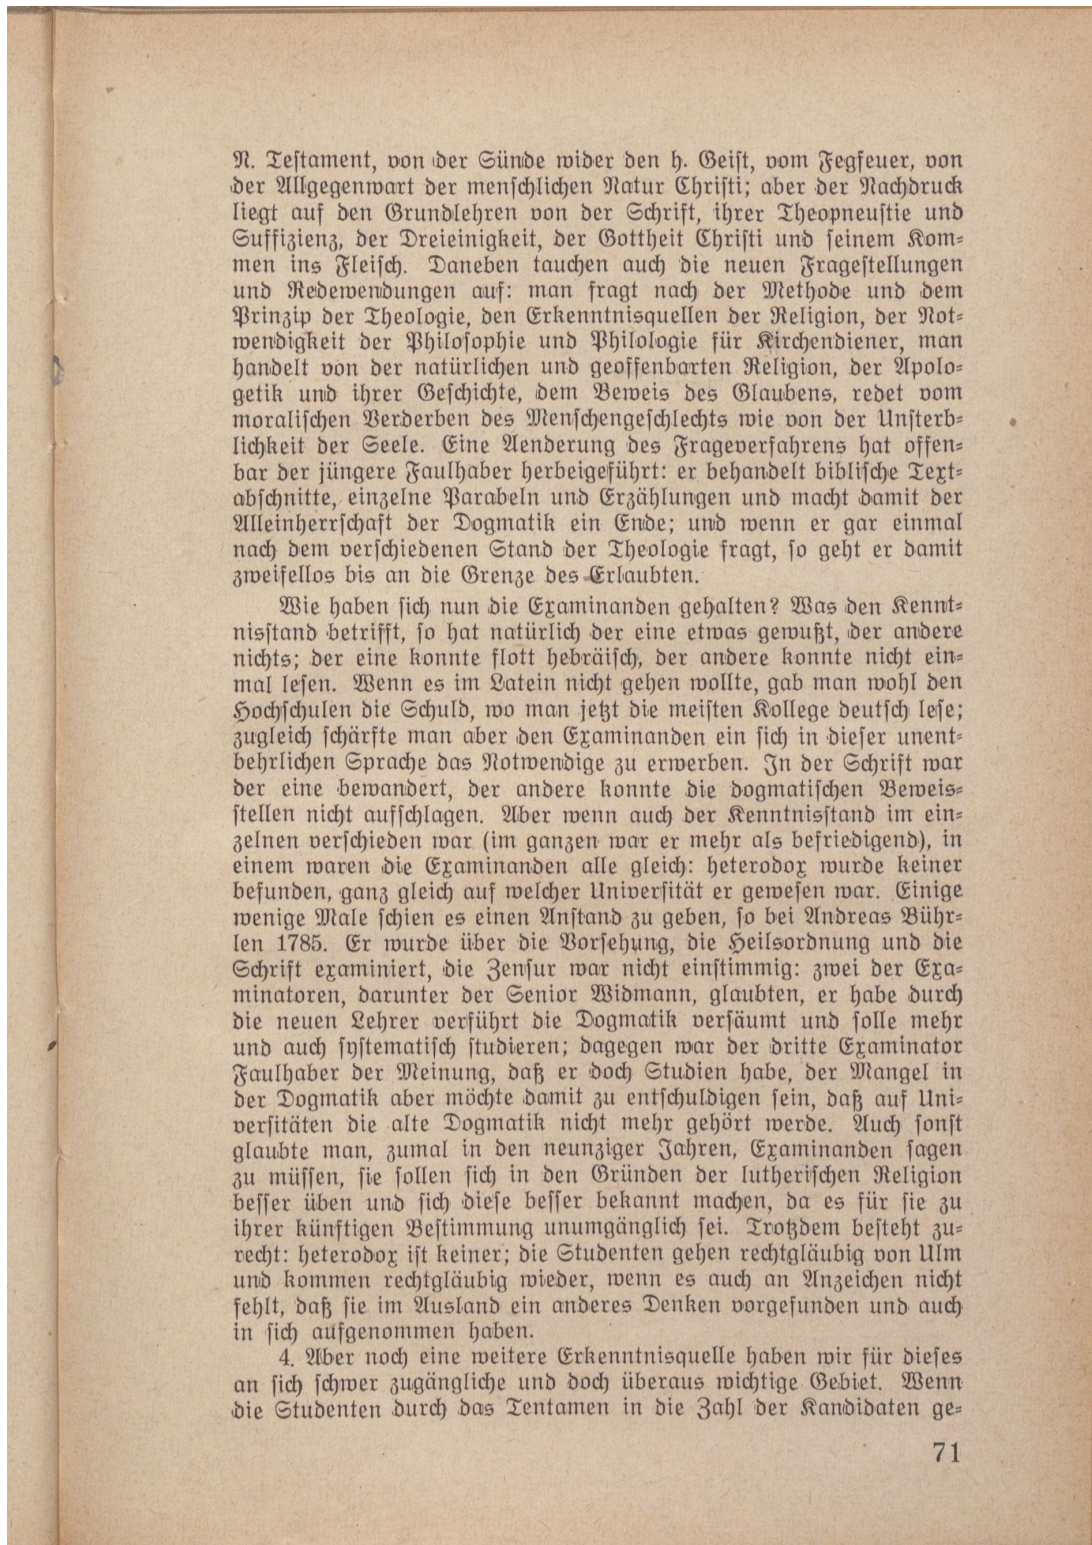 N. Testament, von der Sünde wider den h. Geist, vom Fegfeuer, von
der Allgegenwart der menschlichen Natur Christi; aber der Nachdruck
liegt auf den Grundlehren von der Schrift, ihrer Theopneustie und
Suffizienz, der Dreieinigkeit, der Gottheit Christi und seinem Kom-
men ins Fleisch. Daneben tauchen auch die neuen Fragestellungen
und Redewendungen auf: man fragt nach der Methode und dem
Prinzip der Theologie, den Erkenntnisquellen der Religion, der Not-
wendigkeit der Philosophie und Philologie für Kirchendiener, man
handelt von der natürlichen und geoffenbarten Religion, der Apolo-
getik und ihrer Geschichte, dem Beweis des Glaubens, redet vom
moralischen Verderben des Menschengeschlechts wie von der Unsterb-
lichkeit der Seele. Eine Aenderung des Frageverfahrens hat offen-
bar der jüngere Faulhaber herbeigeführt: er behandelt biblische Text-
abschnitte, einzelne Parabeln und Erzählungen und macht damit der
Alleinherrschaft der Dogmatik ein Ende; und wenn er gar einmal
nach dem verschiedenen Stand der Theologie fragt, so geht er damit
zweifellos bis an die Grenze des Erlaubten.
Wie haben sich nun die Examinanden gehalten? Was den Kennt-
nisstand betrifft, so hat natürlich der eine etwas gewußt, der andere
nichts; der eine konnte flott hebräisch, der andere konnte nicht ein-
mal lesen. Wenn es im Latein nicht gehen wollte, gab man wohl den
Hochschulen die Schuld, wo man jetzt die meisten Kollege deutsch lese;
zugleich schärfte man aber den Examinanden ein sich in dieser unent-
behrlichen Sprache das Notwendige zu erwerben. In der Schrift war
der eine bewandert, der andere konnte die dogmatischen Beweis-
stellen nicht aufschlagen. Aber wenn auch der Kenntnisstand im ein-
zelnen verschieden war (im ganzen war er mehr als befriedigend), in
einem waren die Examinanden alle gleich: heterodox wurde keiner
befunden, ganz gleich auf welcher Universität er gewesen war. Einige
wenige Male schien es einen Anstand zu geben, so bei Andreas Bühr-
len 1785. Er wurde über die Vorsehung, die Heilsordnung und die
Schrift examiniert, die Zensur war nicht einstimmig: zwei der Exa-
minatoren, darunter der Senior Widmann, glaubten, er habe durch
die neuen Lehrer verführt die Dogmatik versäumt und solle mehr
und auch systematisch studieren; dagegen war der dritte Examinator
Faulhaber der Meinung, daß er doch Studien habe, der Mangel in
der Dogmatik aber möchte damit zu entschuldigen sein, daß auf Uni-
versitäten die alte Dogmatik nicht mehr gehört werde. Auch sonst
glaubte man, zumal in den neunziger Jahren, Examinanden sagen
zu müssen, sie sollen sich in den Gründen der lutherischen Religion
besser üben und sich diese besser bekannt machen, da es für sie zu
ihrer künftigen Bestimmung unumgänglich sei. Trotzdem besteht zu-
recht: heterodox ist keiner; die Studenten gehen rechtgläubig von Ulm
und kommen rechtgläubig wieder, wenn es auch an Anzeichen nicht
fehlt, daß sie im Ausland ein anderes Denken vorgefunden und auch
in sich aufgenommen haben.
4. Aber noch eine weitere Erkenntnisquelle haben wir für dieses
an sich schwer zugängliche und doch überaus wichtige Gebiet. Wenn
die Studenten durch das Tentamen in die Zahl der Kandidaten ge-
71